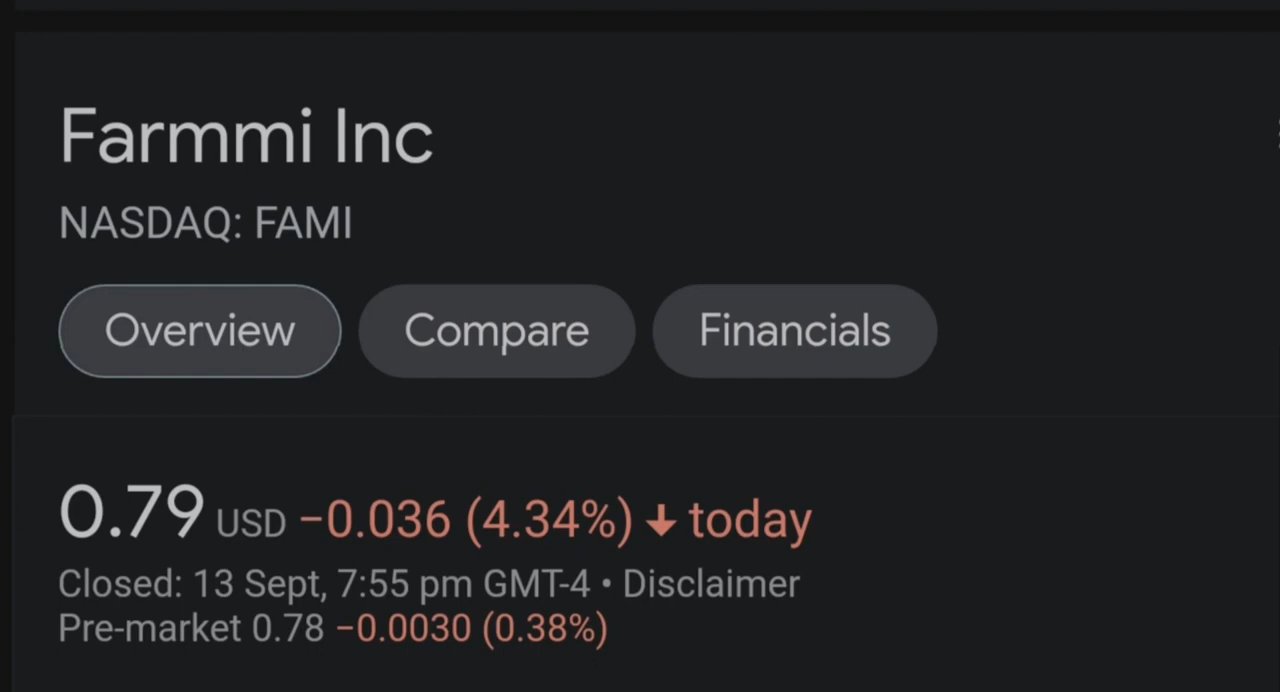 Farmmi Inc
NASDAQ: FAMI
Overview Compare Financials
0.79 USD −0.036 (4.34%) ↓ today
Closed: 13 Sept, 7:55 pm GMT-4 • Disclaimer
Pre-market 0.78 −0.0030 (0.38%)